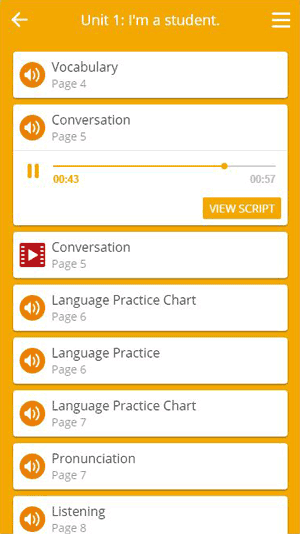 Unit 1: I'm a student.
Vocabulary
Page 4
Conversation
Page 5
00:43
00:57
VIEW SCRIPT
Conversation
Page 5
Language Practice Chart
Page 6
Language Practice
Page 6
Language Practice Chart
Page 7
Pronunciation
Page 7
Listening
Page 8